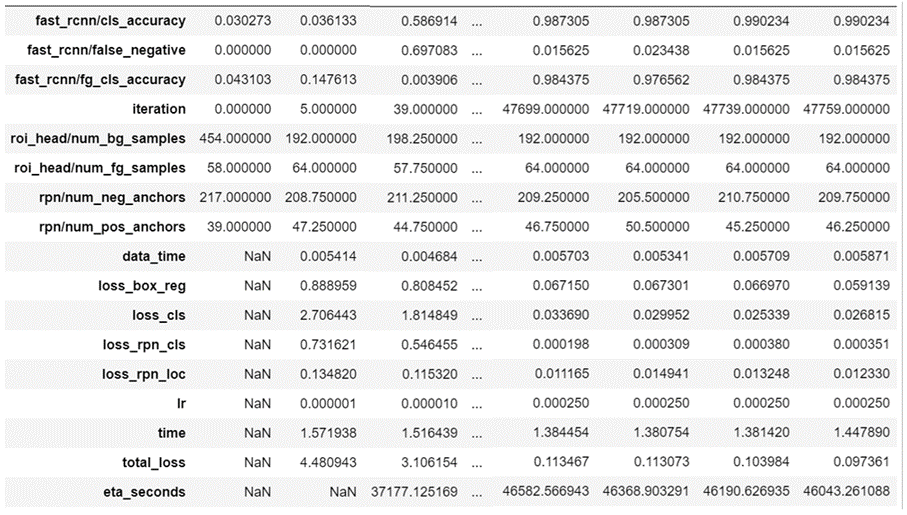 fast_rcnn/cls_accuracy 0.030273 0.036133 0.586914 ... 0.987305 0.987305 0.990234 0.990234
fast_rcnn/false_negative 0.000000 0.000000 0.697083 ... 0.015625 0.023438 0.015625 0.015625
fast_rcnn/fg_cls_accuracy 0.043103 0.147613 0.003906 ... 0.984375 0.976562 0.984375 0.984375
iteration 0.000000 5.000000 39.000000 ... 47699.000000 47719.000000 47739.000000 47759.000000
roi_head/num_bg_samples 454.000000 192.000000 198.250000 ... 192.000000 192.000000 192.000000 192.000000
roi_head/num_fg_samples 58.000000 64.000000 57.750000 ... 64.000000 64.000000 64.000000 64.000000
rpn/num_neg_anchors 217.000000 208.750000 211.250000 ... 209.250000 205.500000 210.750000 209.750000
rpn/num_pos_anchors 39.000000 47.250000 44.750000 ... 46.750000 50.500000 45.250000 46.250000
data_time NaN 0.005414 0.004684 ... 0.005703 0.005341 0.005709 0.005871
loss_box_reg NaN 0.888959 0.808452 ... 0.067150 0.067301 0.066970 0.059139
loss_cls NaN 2.706443 1.814849 ... 0.033690 0.029952 0.025339 0.026815
loss_rpn_cls NaN 0.731621 0.546455 ... 0.000198 0.000309 0.000380 0.000351
loss_rpn_loc NaN 0.134820 0.115320 ... 0.011165 0.014941 0.013248 0.012330
lr NaN 0.000001 0.000010 ... 0.000250 0.000250 0.000250 0.000250
time NaN 1.571938 1.516439 ... 1.384454 1.380754 1.381420 1.447890
total_loss NaN 4.480943 3.106154 ... 0.113467 0.113073 0.103984 0.097361
eta_seconds NaN NaN 37177.125169 ... 46582.566943 46368.903291 46190.626935 46043.261088